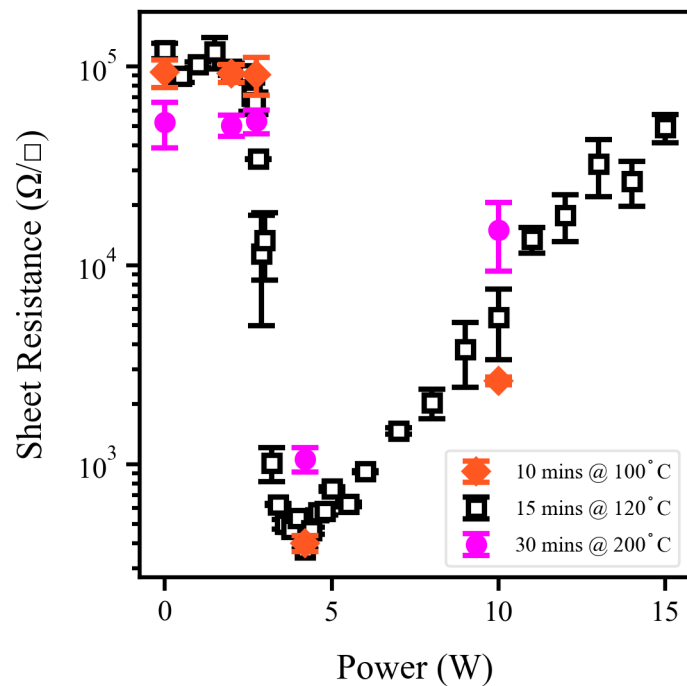 10⁵
10⁴
10³
Sheet Resistance (Ω/□)
0 5 10 15
Power (W)
10 mins @ 100°C
15 mins @ 120°C
30 mins @ 200°C